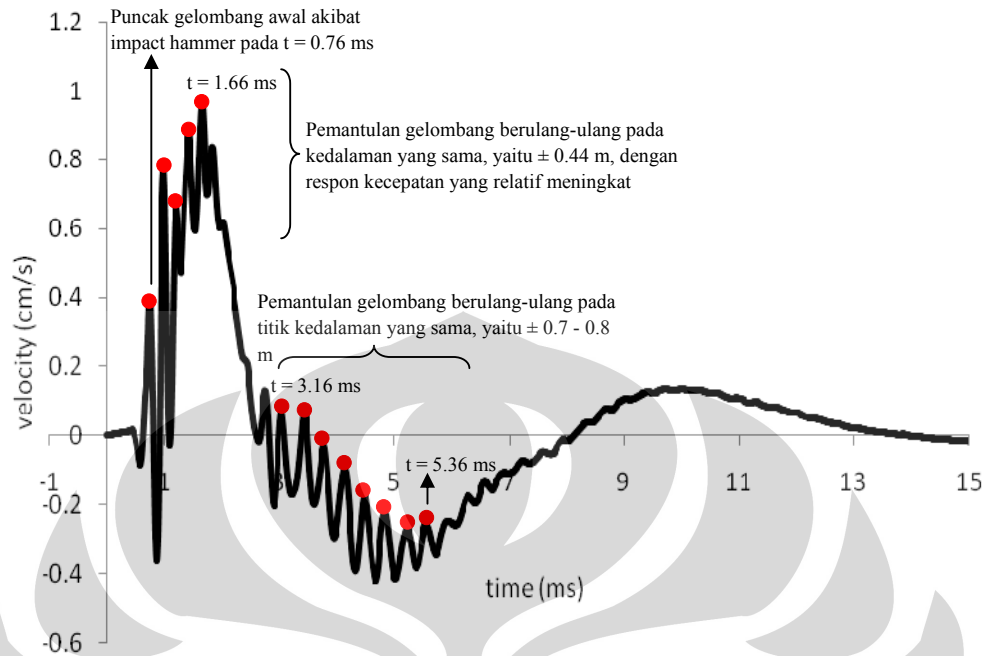 Puncak gelombang awal akibat
impact hammer pada t = 0.76 ms
t = 1.66 ms
Pemantulan gelombang berulang-ulang pada
kedalaman yang sama, yaitu ± 0.44 m, dengan
respon kecepatan yang relatif meningkat
Pemantulan gelombang berulang-ulang pada
titik kedalaman yang sama, yaitu ± 0.7 - 0.8
m
t = 3.16 ms
t = 5.36 ms
velocity (cm/s)
1.2
1
0.8
0.6
0.4
0.2
0
-0.2
-0.4
-0.6
-1 1 3 5 7 9 11 13 15
time (ms)